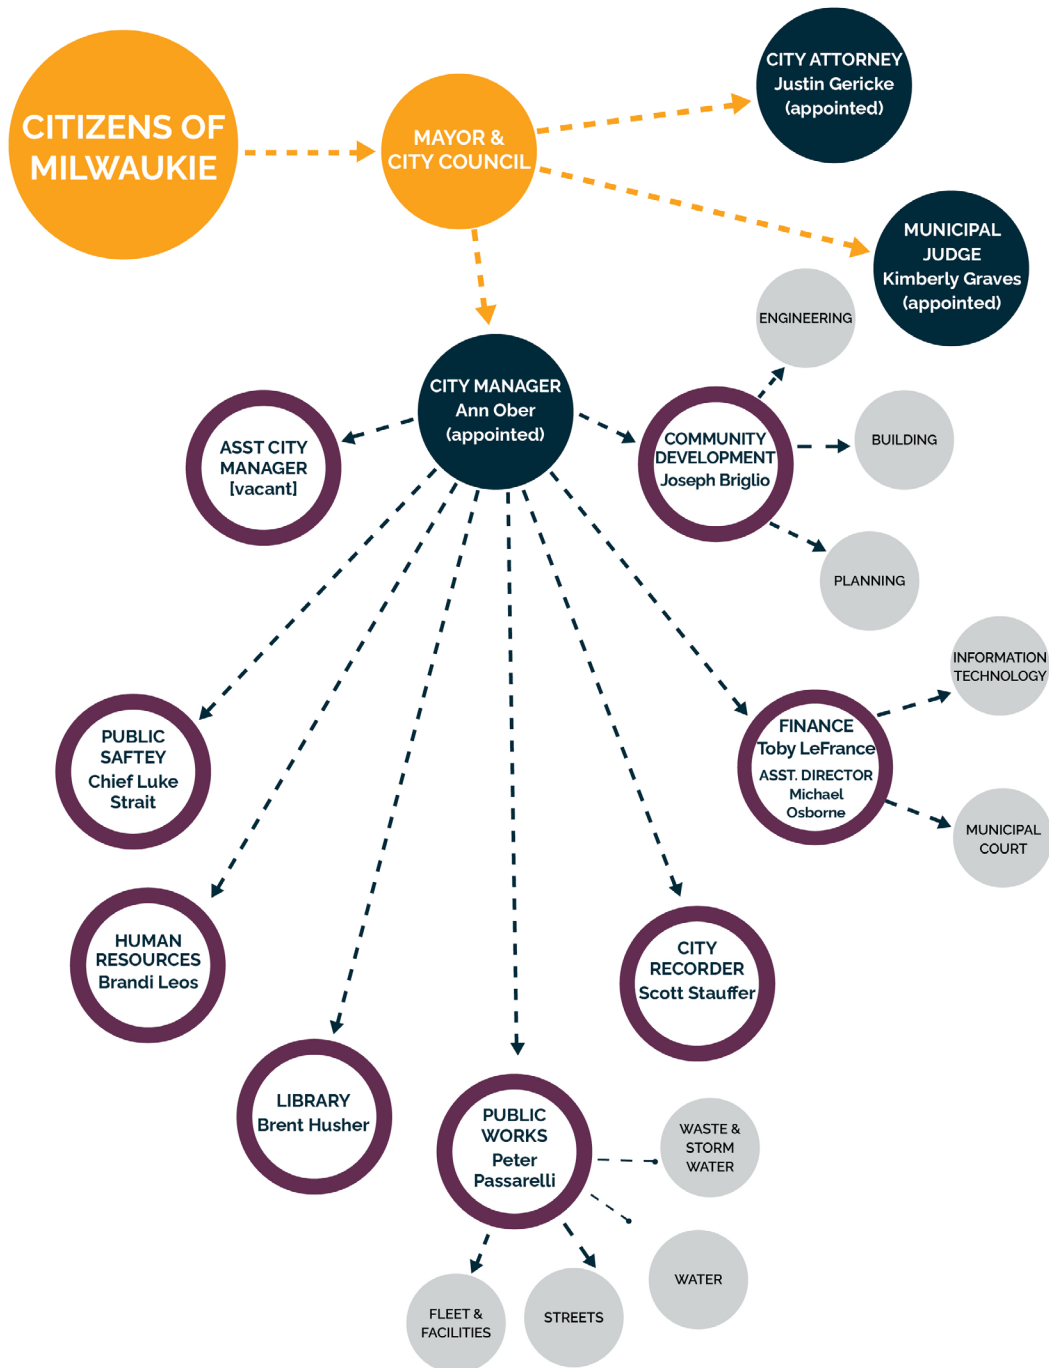 CITIZENS OF
MILWAUKIE
MAYOR &
CITY COUNCIL
CITY ATTORNEY
Justin Gericke
(appointed)
MUNICIPAL
JUDGE
Kimberly Graves
(appointed)
CITY MANAGER
Ann Ober
(appointed)
ASST CITY
MANAGER
[vacant]
COMMUNITY
DEVELOPMENT
Joseph Briglio
ENGINEERING
BUILDING
PLANNING
INFORMATION
TECHNOLOGY
FINANCE
Toby LeFrance
ASST. DIRECTOR
Michael
Osborne
MUNICIPAL
COURT
PUBLIC
SAFTEY
Chief Luke
Strait
HUMAN
RESOURCES
Brandi Leos
CITY
RECORDER
Scott Stauffer
LIBRARY
Brent Husher
PUBLIC
WORKS
Peter
Passarelli
WASTE &
STORM
WATER
WATER
STREETS
FLEET &
FACILITIES